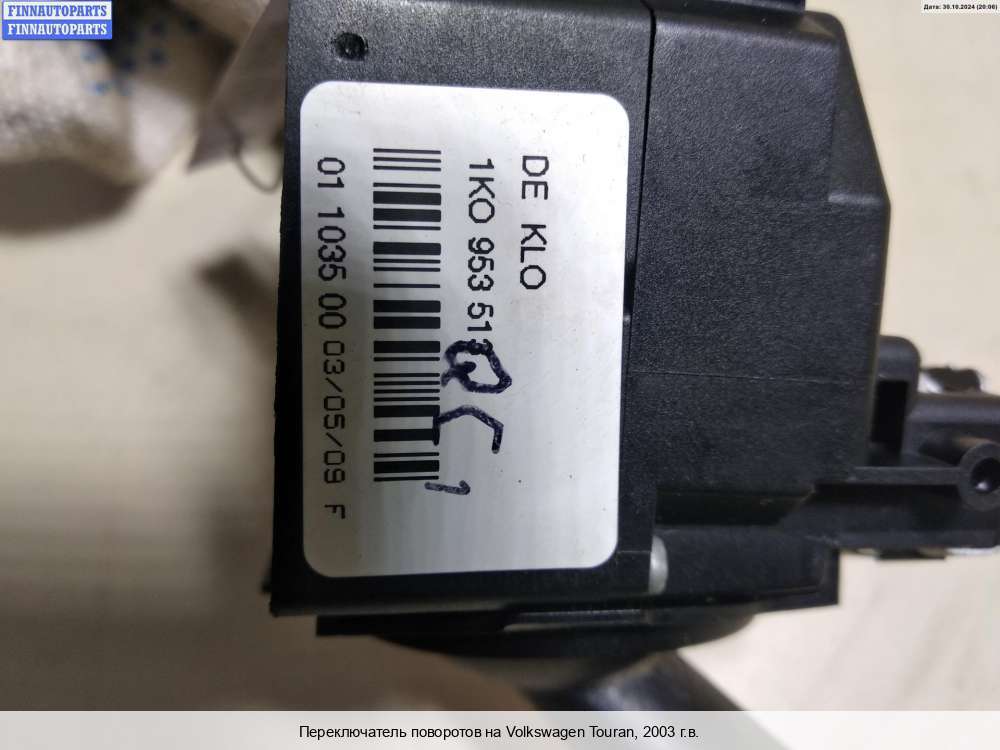 FINNAUTOPARTS
FINNAUTOPARTS
Дата: 30.10.2024 (20:06)
DE KLO
1K0 953 513
01 1035 00 03/05/09 F
Переключатель поворотов на Volkswagen Touran, 2003 г.в.